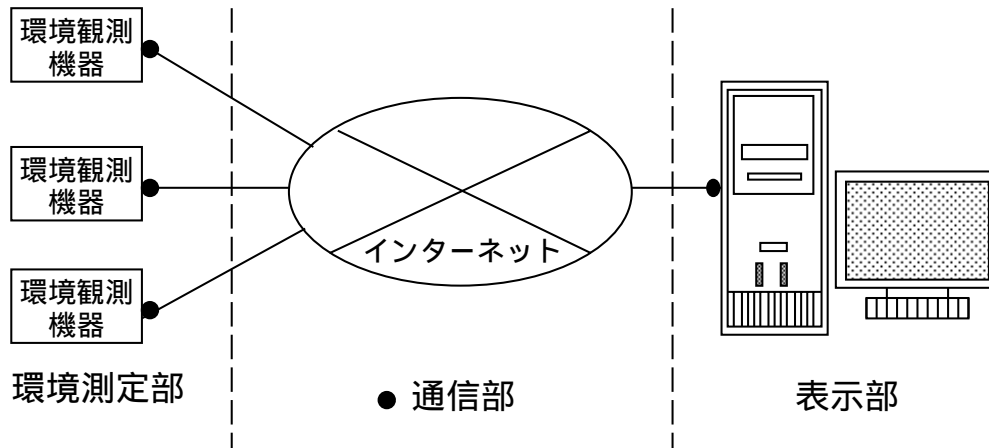 環境観測
機器
環境観測
機器
環境観測
機器
インターネット
環境測定部
● 通信部
表示部